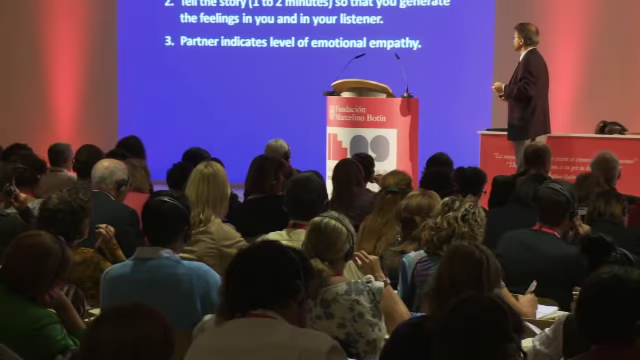 2. Tell the story (1 to 2 minutes) so that you generate
the feelings in you and in your listener.
3. Partner indicates level of emotional empathy.
Fundación
Marcelino Botín